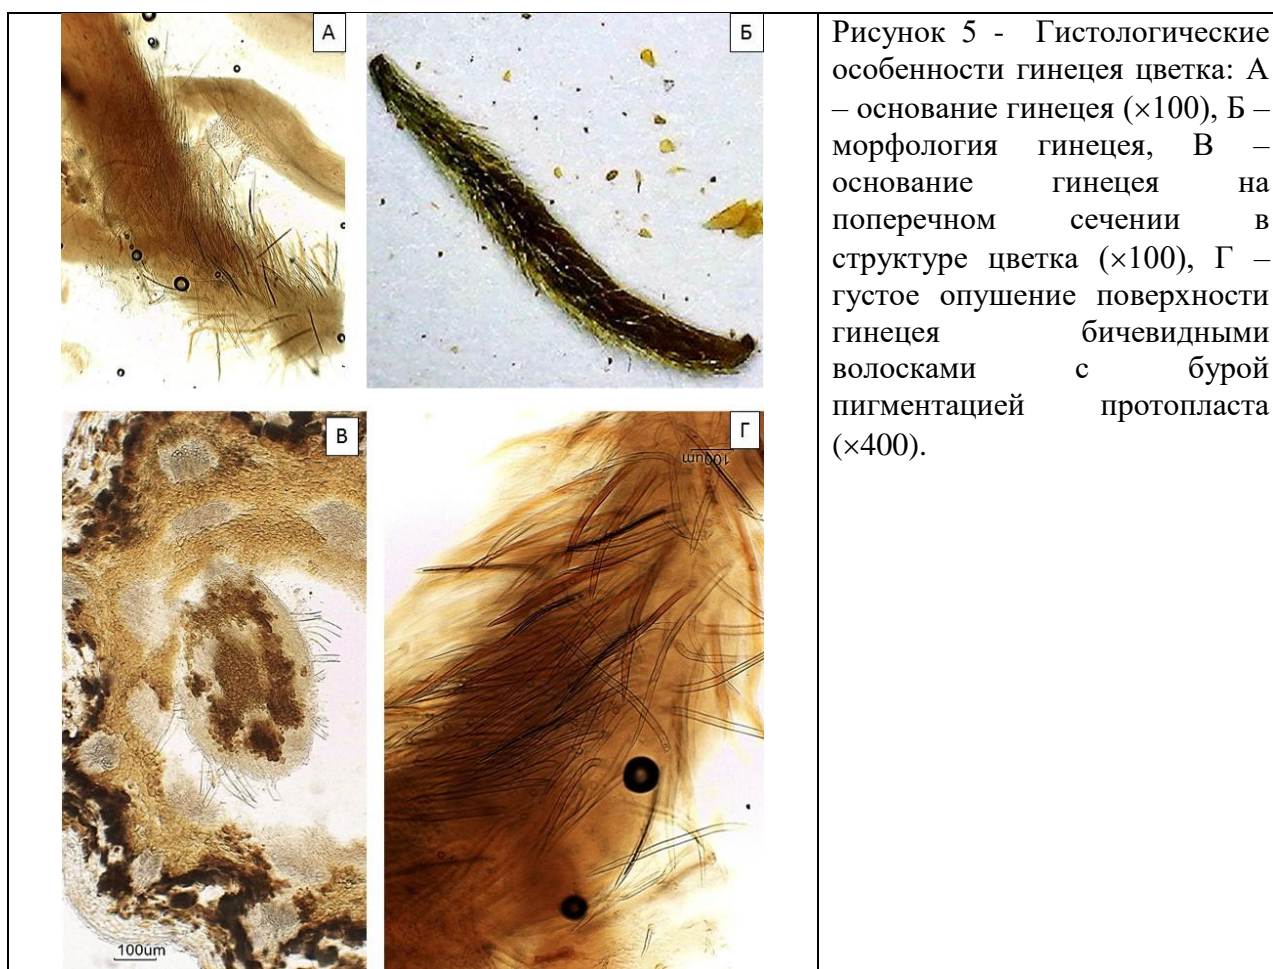 А
Б
Рисунок 5 - Гистологические
особенности гинецея цветка: А
– основание гинецея (×100), Б –
морфология гинецея, В –
основание гинецея на
поперечном сечении в
структуре цветка (×100), Г –
густое опушение поверхности
гинецея бичевидными
волосками с бурой
пигментацией протопласта
(×400).
В
Г
100um
100um